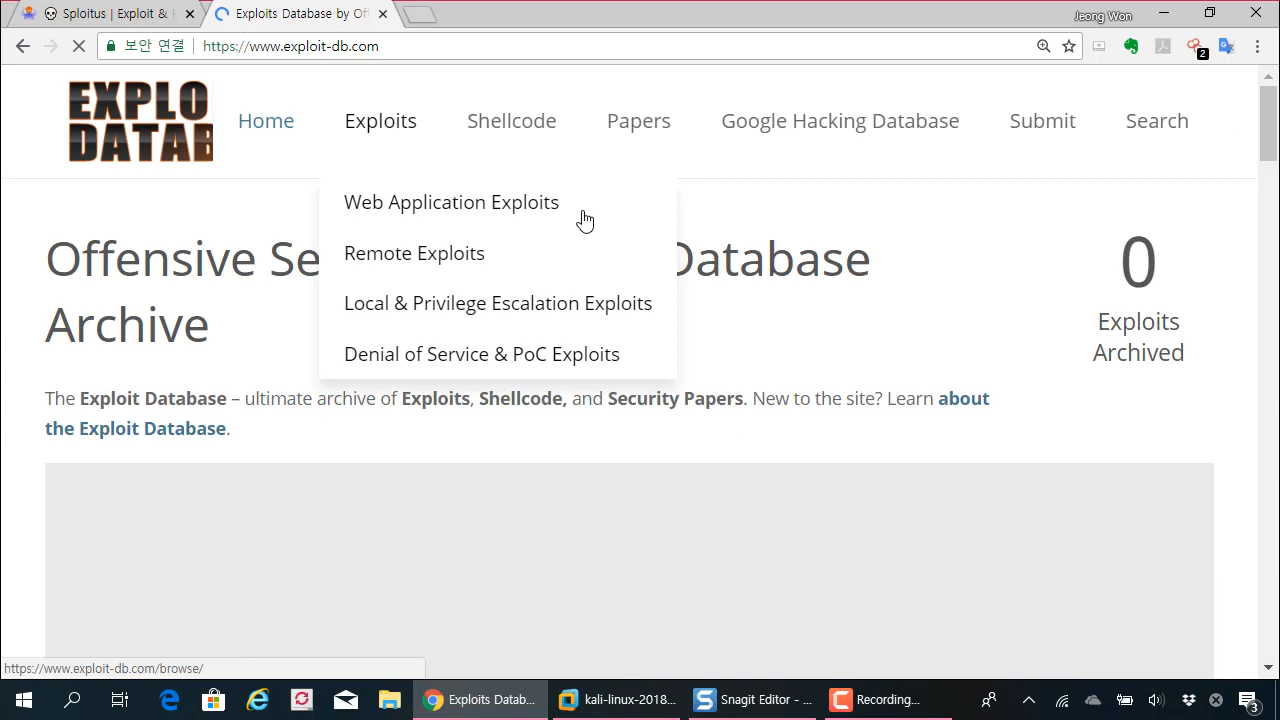 Sploitus | Exploit &
Exploits Database by Of
Jeong Won
보안 연결
https://www.exploit-db.com
2
EXPLO
DATAB
Home
Exploits
Shellcode
Papers
Google Hacking Database
Submit
Search
Web Application Exploits
Remote Exploits
Local & Privilege Escalation Exploits
Denial of Service & PoC Exploits
Offensive Se Database
Archive
0
Exploits
Archived
The Exploit Database – ultimate archive of Exploits, Shellcode, and Security Papers. New to the site? Learn about
the Exploit Database.
https://www.exploit-db.com/browse/
Exploits Datab...
kali-linux-2018...
Snagit Editor - ...
Recording...
3